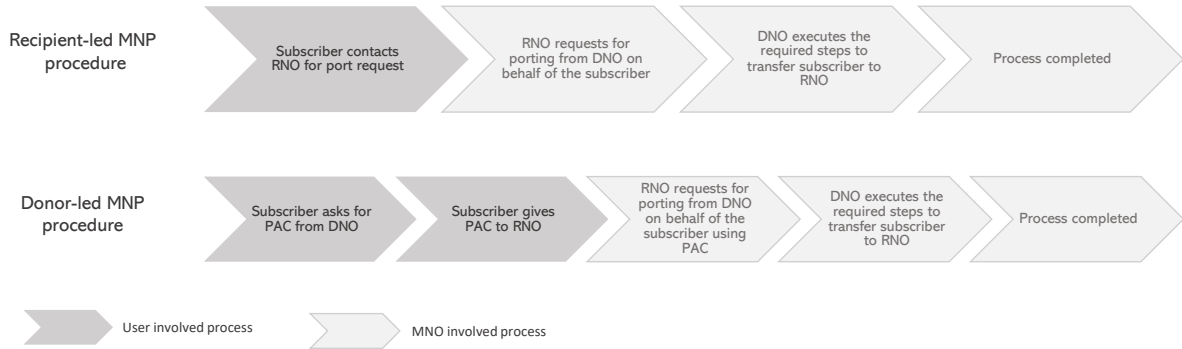 Recipient-led MNP
procedure
Subscriber contacts
RNO for port request
RNO requests for
porting from DNO on
behalf of the subscriber
DNO executes the
required steps to
transfer subscriber to
RNO
Process completed
Donor-led MNP
procedure
Subscriber asks for
PAC from DNO
Subscriber gives
PAC to RNO
RNO requests for
porting from DNO
on behalf of the
subscriber using
PAC
DNO executes the
required steps to
transfer subscriber
to RNO
Process completed
User involved process
MNO involved process